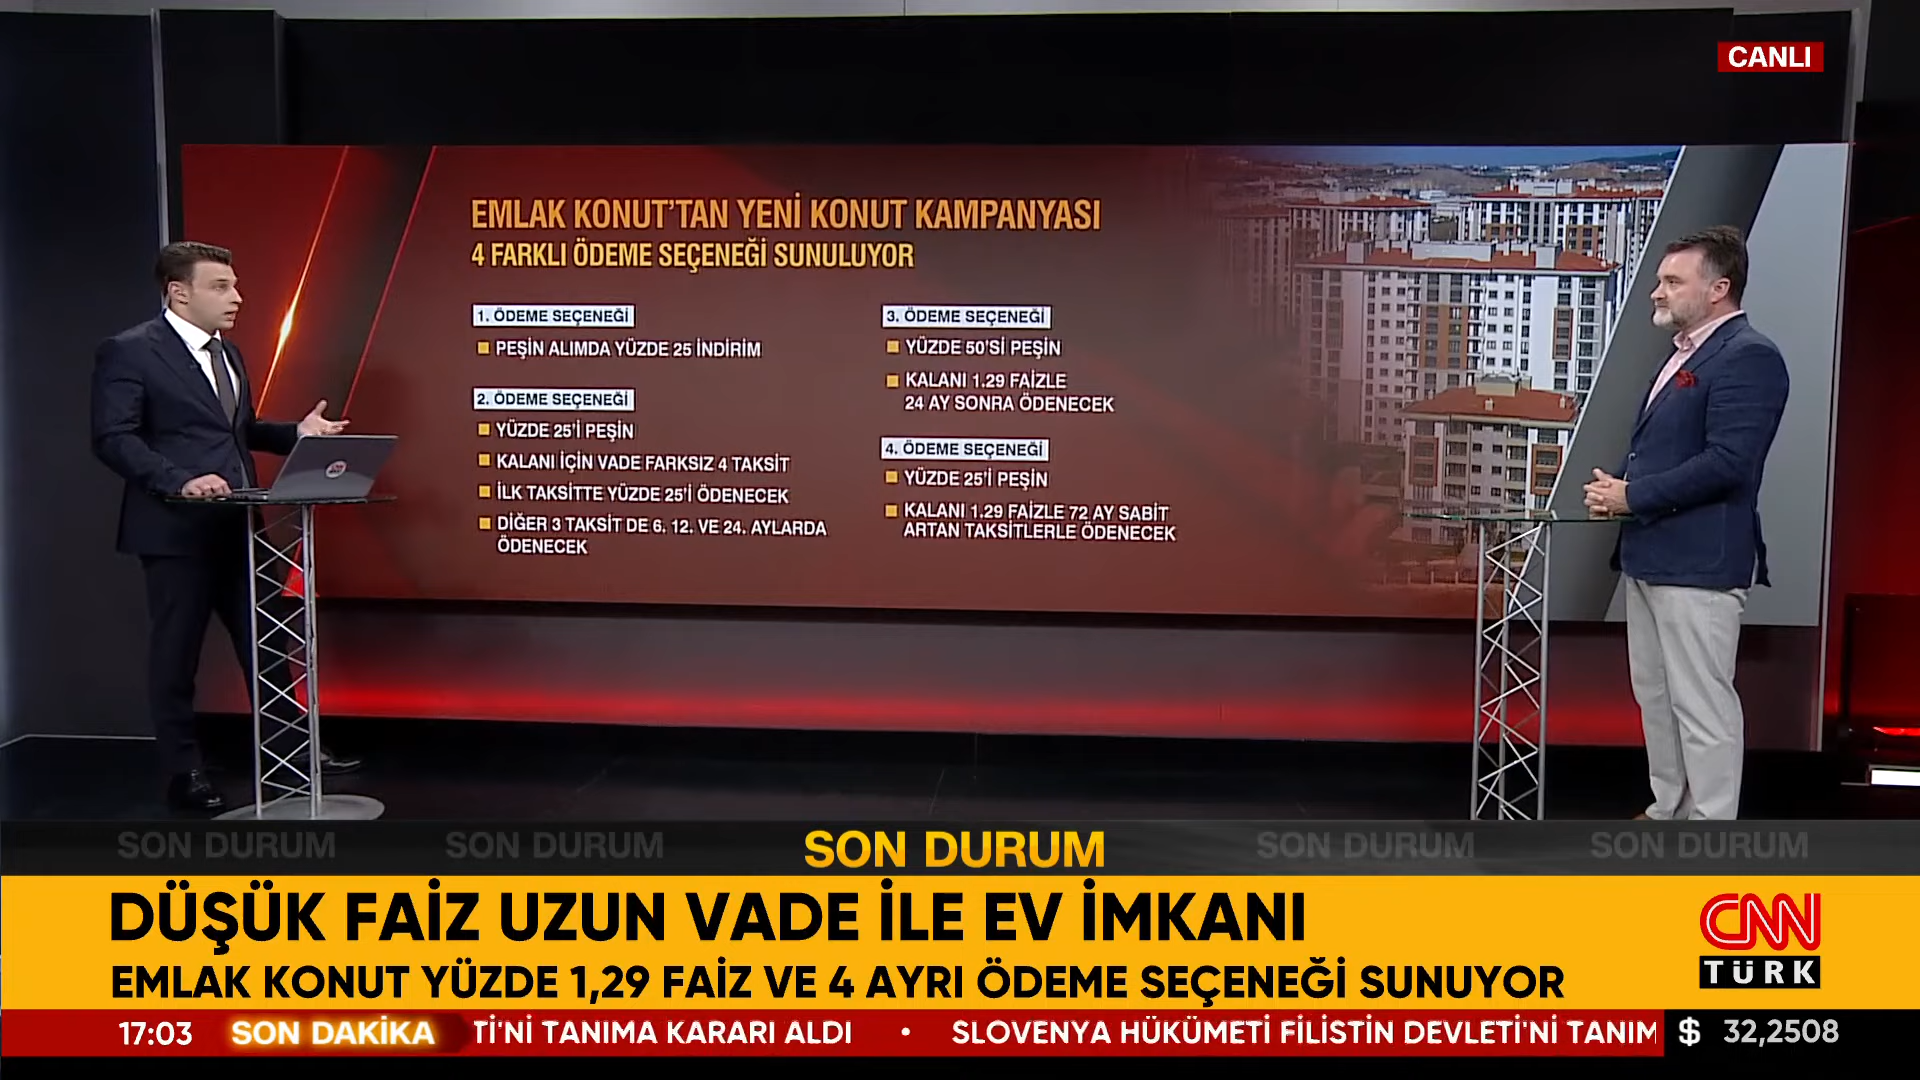 CANLI
EMLAK KONUT'TAN YENİ KONUT KAMPANYASI
4 FARKLI ÖDEME SEÇENEĞİ SUNULUYOR
1. ÖDEME SEÇENEĞİ
PEŞİN ALIMDA YÜZDE 25 İNDİRİM
2. ÖDEME SEÇENEĞİ
YÜZDE 25'İ PEŞİN
KALANI İÇİN VADE FARKSIZ 4 TAKSİT
İLK TAKSİTTE YÜZDE 25'İ ÖDENECEK
DİĞER 3 TAKSİT DE 6. 12. VE 24. AYLARDA
ÖDENECEK
3. ÖDEME SEÇENEĞİ
YÜZDE 50'Sİ PEŞİN
KALANI 1.29 FAİZLE
24 AY SONRA ÖDENECEK
4. ÖDEME SEÇENEĞİ
YÜZDE 25'İ PEŞİN
KALANI 1.29 FAİZLE 72 AY SABİT
ARTAN TAKSİTLERLE ÖDENECEK
SON DURUM SON DURUM SON DURUM SON DURUM SON DURUM
DÜŞÜK FAİZ UZUN VADE İLE EV İMKANI
EMLAK KONUT YÜZDE 1,29 FAİZ VE 4 AYRI ÖDEME SEÇENEĞİ SUNUYOR
CNN
TÜRK
17:03 SON DAKİKA Tİ'Nİ TANIMA KARARI ALDI • SLOVENYA HÜKÜMETİ FİLİSTİN DEVLETİ'Nİ TANIM $ 32,2508